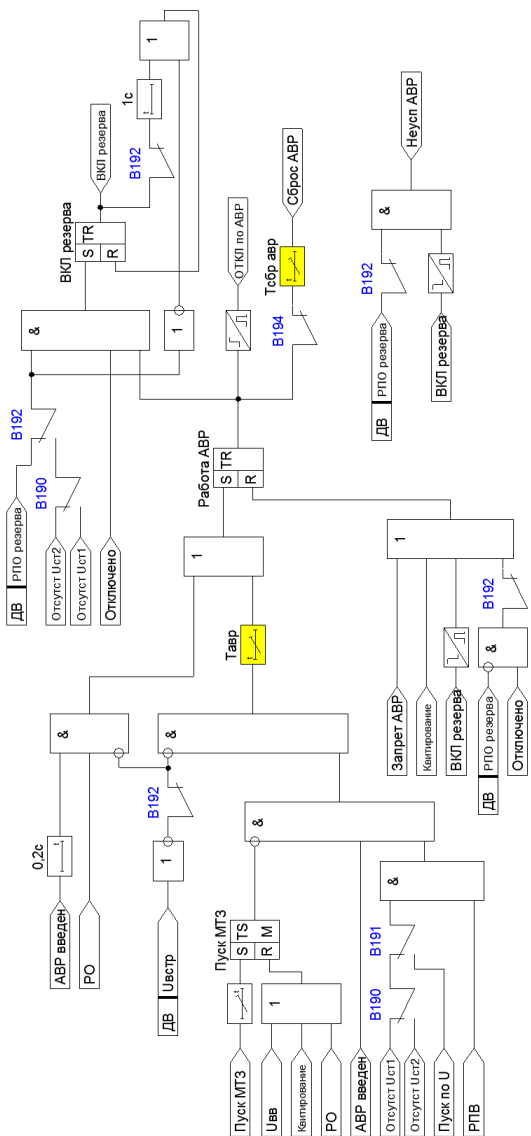 Пуск МТЗ
Uвв
Квитирование
РО
АВР введен
Отсутст Uст1
Отсутст Uст2
Пуск по U
РПВ
Пуск МТЗ
S TS
R M
1
В190
В191
&
&
АВР введен
0,2с
РО
&
ДВ Uвстр
1
В192
&
Тавр
1
Запрет АВР
Квитирование
ВКЛ резерва
ДВ РПО резерва
Отключено
&
В192
1
Работа АВР
S TR
R
ДВ РПО резерва
Отсутст Uст2
Отсутст Uст1
Отключено
В190
В192
&
1
ВКЛ резерва
S TR
R
ВКЛ резерва
В192
1с
1
ОТКЛ по АВР
В194
Тсбр авр
Сброс АВР
ДВ РПО резерва
В192
ВКЛ резерва
&
Неусп АВР